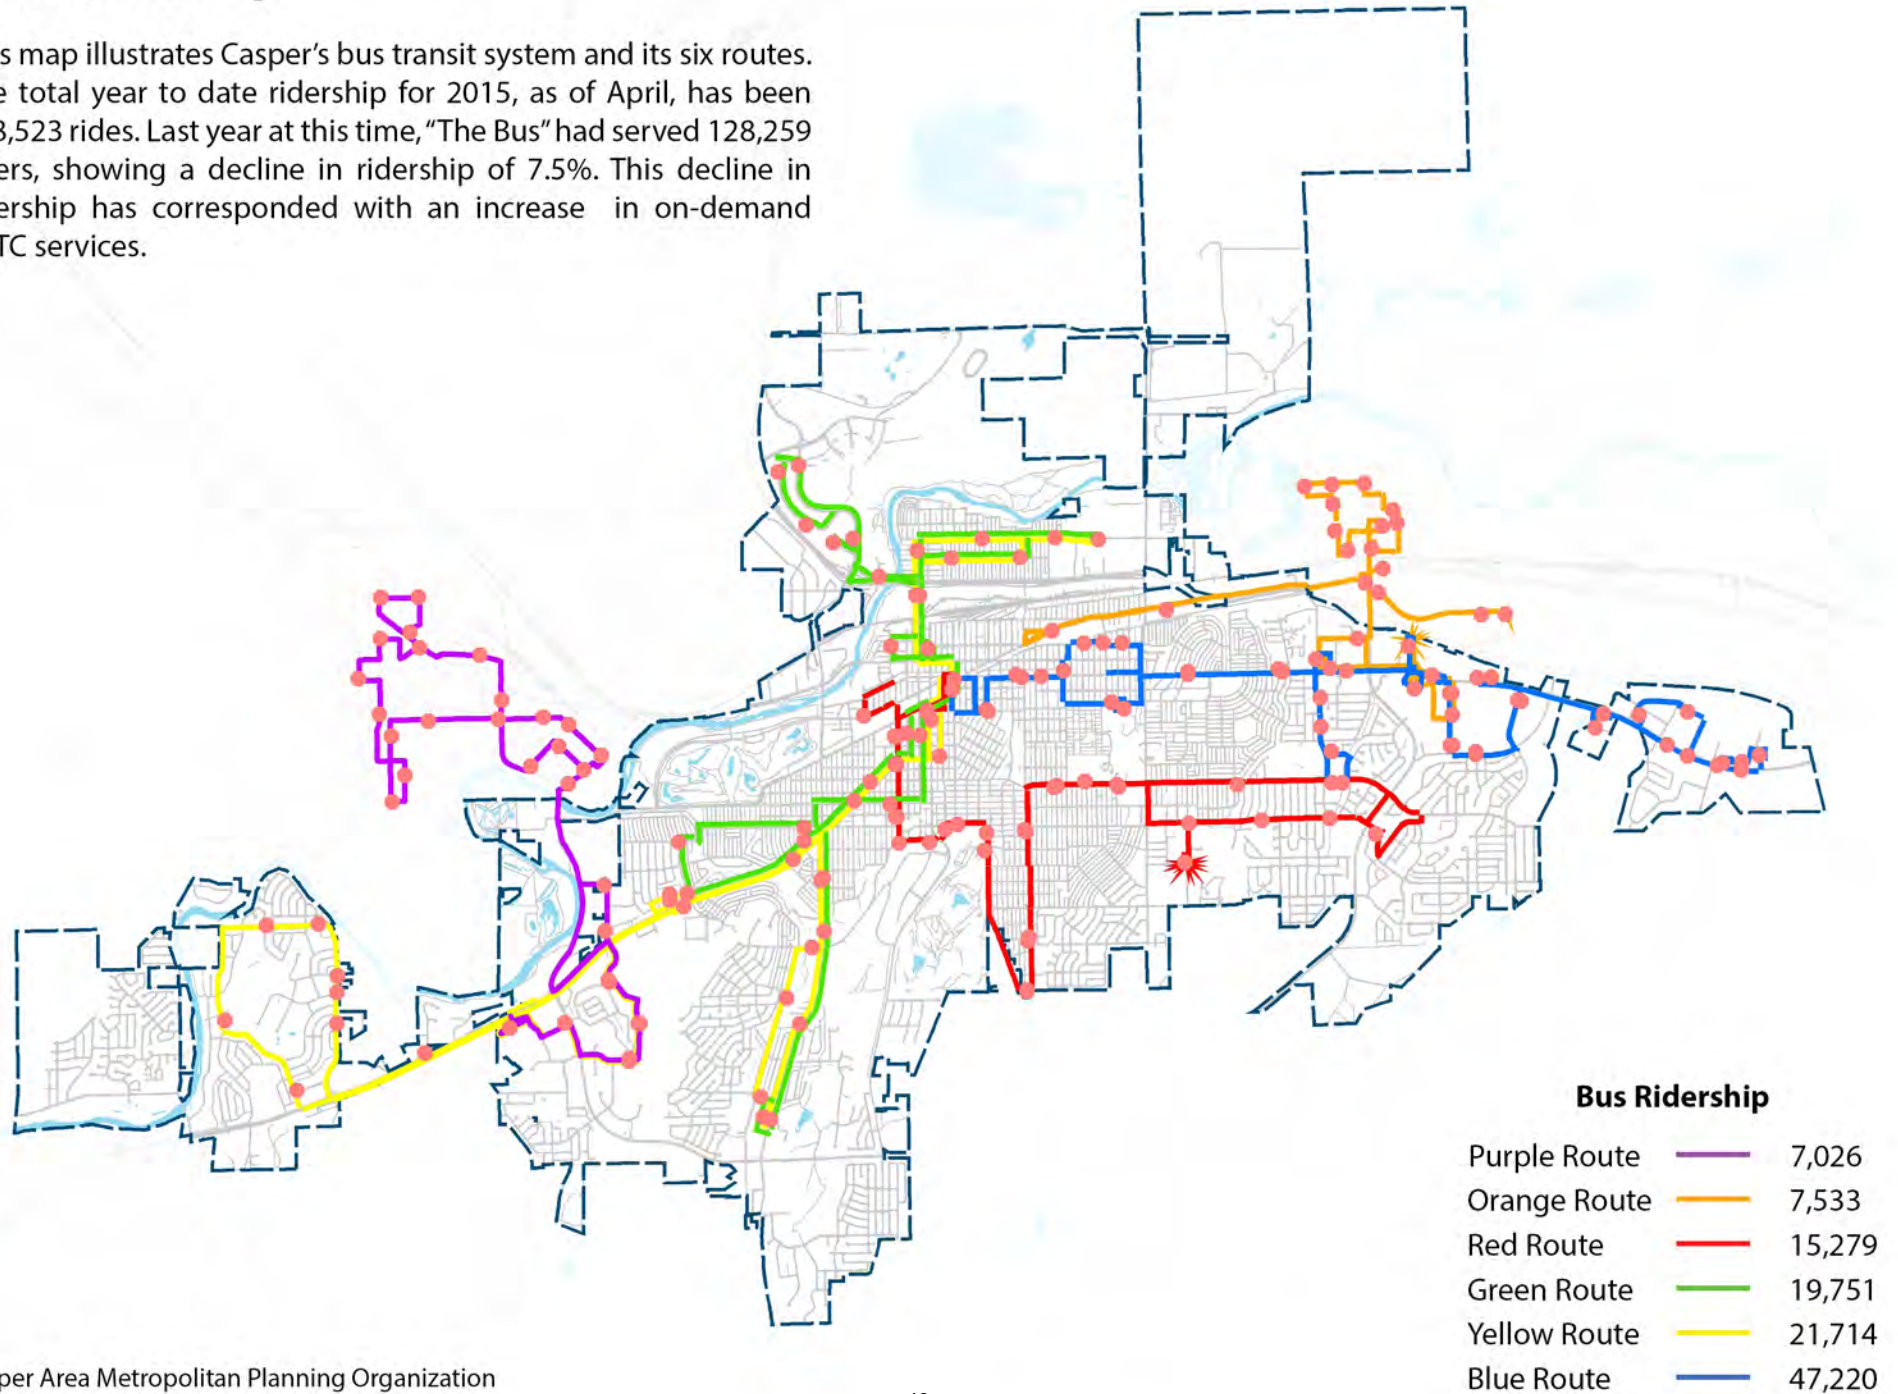 s map illustrates Casper's bus transit system and its six routes.
e total year to date ridership for 2015, as of April, has been
8,523 rides. Last year at this time, "The Bus" had served 128,259
ers, showing a decline in ridership of 7.5%. This decline in
ership has corresponded with an increase in on-demand
TC services.
Bus Ridership
Purple Route 7,026
Orange Route 7,533
Red Route 15,279
Green Route 19,751
Yellow Route 21,714
Blue Route 47,220
per Area Metropolitan Planning Organization